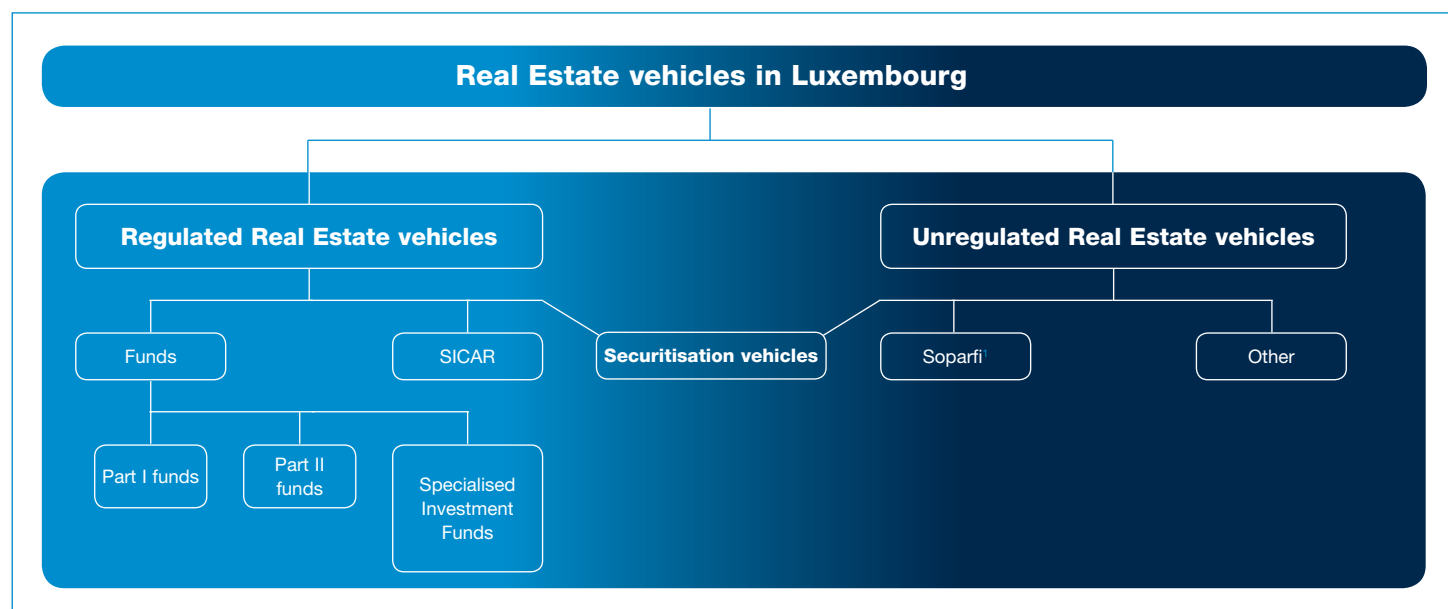 Real Estate vehicles in Luxembourg
Regulated Real Estate vehicles
Unregulated Real Estate vehicles
Funds
SICAR
Securitisation vehicles
Soparfi¹
Other
Part I funds
Part II
funds
Specialised
Investment
Funds